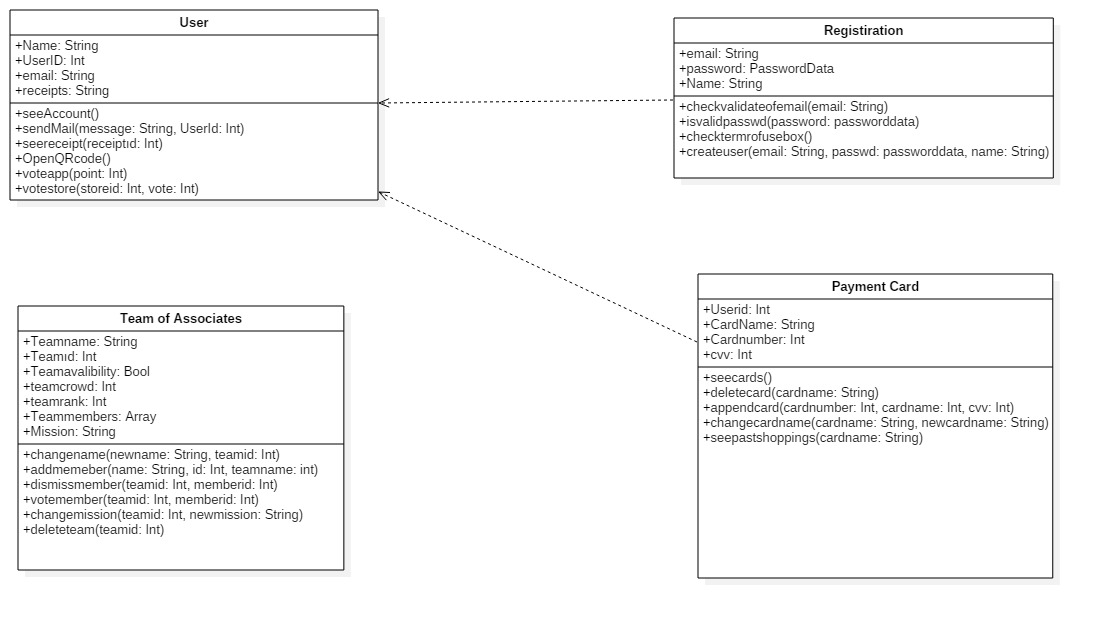 User
+Name: String
+UserID: Int
+email: String
+receipts: String
+seeAccount()
+sendMail(message: String, UserId: Int)
+seereceipt(receiptıd: Int)
+OpenQRcode()
+voteapp(point: Int)
+votestore(storeid: Int, vote: Int)
Registiration
+email: String
+password: PasswordData
+Name: String
+checkvalidateofemail(email: String)
+isvalidpasswd(password: passworddata)
+checktermrofusebox()
+createuser(email: String, passwd: passworddata, name: String)
Team of Associates
+Teamname: String
+Teamıd: Int
+Teamavalibility: Bool
+teamcrowd: Int
+teamrank: Int
+Teammembers: Array
+Mission: String
+changename(newname: String, teamid: Int)
+addmemeber(name: String, id: Int, teamname: int)
+dismissmember(teamid: Int, memberid: Int)
+votemember(teamid: Int, memberid: Int)
+changemission(teamid: Int, newmission: String)
+deleteteam(teamid: Int)
Payment Card
+Userid: Int
+CardName: String
+Cardnumber: Int
+cvv: Int
+seecards()
+deletecard(cardname: String)
+appendcard(cardnumber: Int, cardname: Int, cvv: Int)
+changecardname(cardname: String, newcardname: String)
+seepastshoppings(cardname: String)